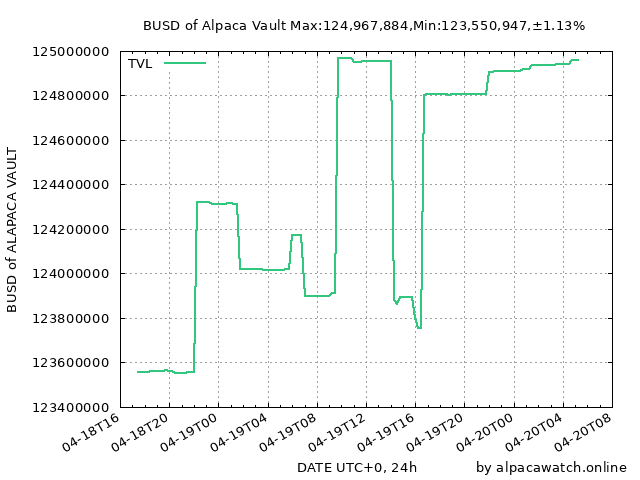 BUSD of Alpaca Vault Max:124,967,884,Min:123,550,947,±1.13%
TVL
125000000
124800000
124600000
124400000
124200000
124000000
123800000
123600000
123400000
BUSD of ALAPACA VAULT
04-18T16
04-18T20
04-19T00
04-19T04
04-19T08
04-19T12
04-19T16
04-19T20
04-20T00
04-20T04
04-20T08
DATE UTC+0, 24h
by alpacawatch.online